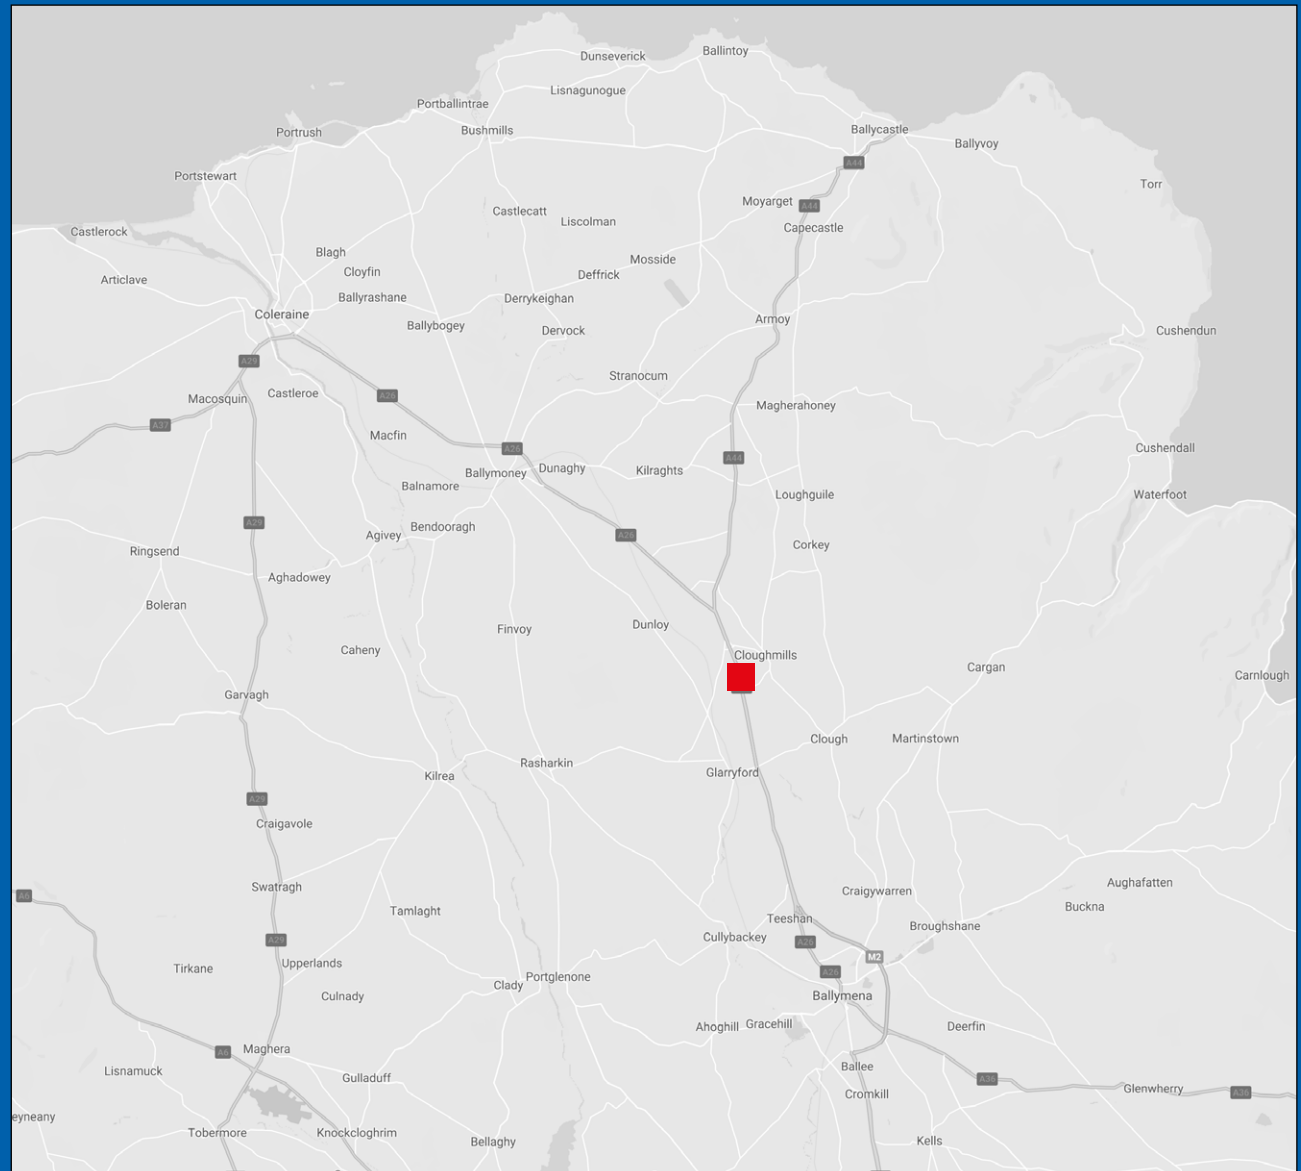 Ballintoy
Dunseverick
Lisnagunogue
Portballintrae
Ballycastle
Bushmills
Portrush
Ballyvoy
A44
Portstewart
Torr
Moyarget
A44
Castlecatt
Liscolman
Capecastle
Castlerock
Blagh
Mosside
Cloyfin
Deffrick
Articlave
Ballyrashane
Derrykeighan
Coleraine
Armoy
Ballybogey
Dervock
Cushendun
A29
Stranocum
Castleroe
A26
Macosquin
Magherahoney
A37
Macfin
A26
Cushendall
A44
Dunaghy
Kilraghts
Ballymoney
Balnamore
Loughguile
Waterfoot
A29
Bendooragh
Agivey
A26
Corkey
Ringsend
Aghadowey
Boleran
Dunloy
Finvoy
Caheny
Cloughmills
Cargan
Carnlough
Garvagh
Clough
Martinstown
Rasharkin
Glarryford
Kilrea
A29
Craigavole
Aughafatten
Swatragh
Craigywarren
A6
Buckna
Tamlaght
Teeshan
Broughshane
Cullybackey
A29
A26
M2
Upperlands
Tirkane
A26
Portglenone
Clady
Culnady
Ballymena
Gracehill
Ahoghill
Deerfin
Maghera
A6
Ballee
Lisnamuck
Gulladuff
A36
Glenwherry
A36
Cromkill
eyneany
Tobermore
Knockcloghrim
Bellaghy
Kells